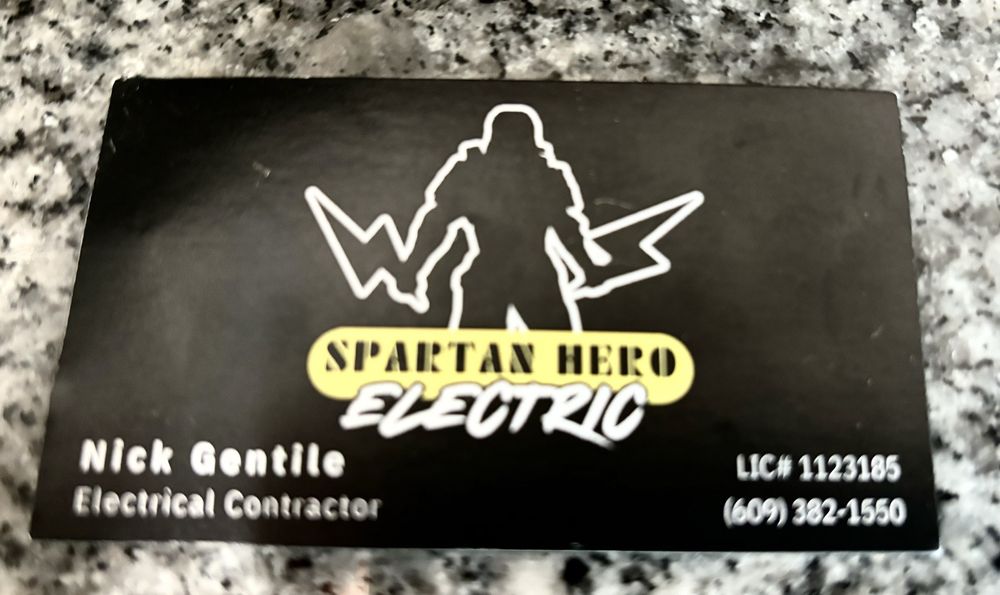 SPARTAN HERO
ELECTRIC
Nick Gentile
Electrical Contractor
LIC# 1123185
(609) 382-1550